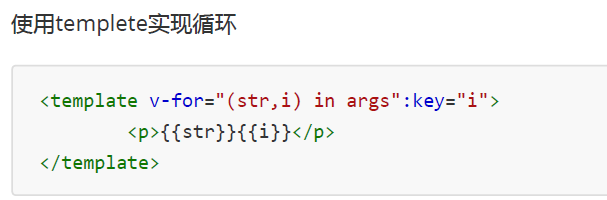 使用templete实现循环
<template v-for="(str,i) in args":key="i">
<p>{{str}}{{i}}</p>
</template>